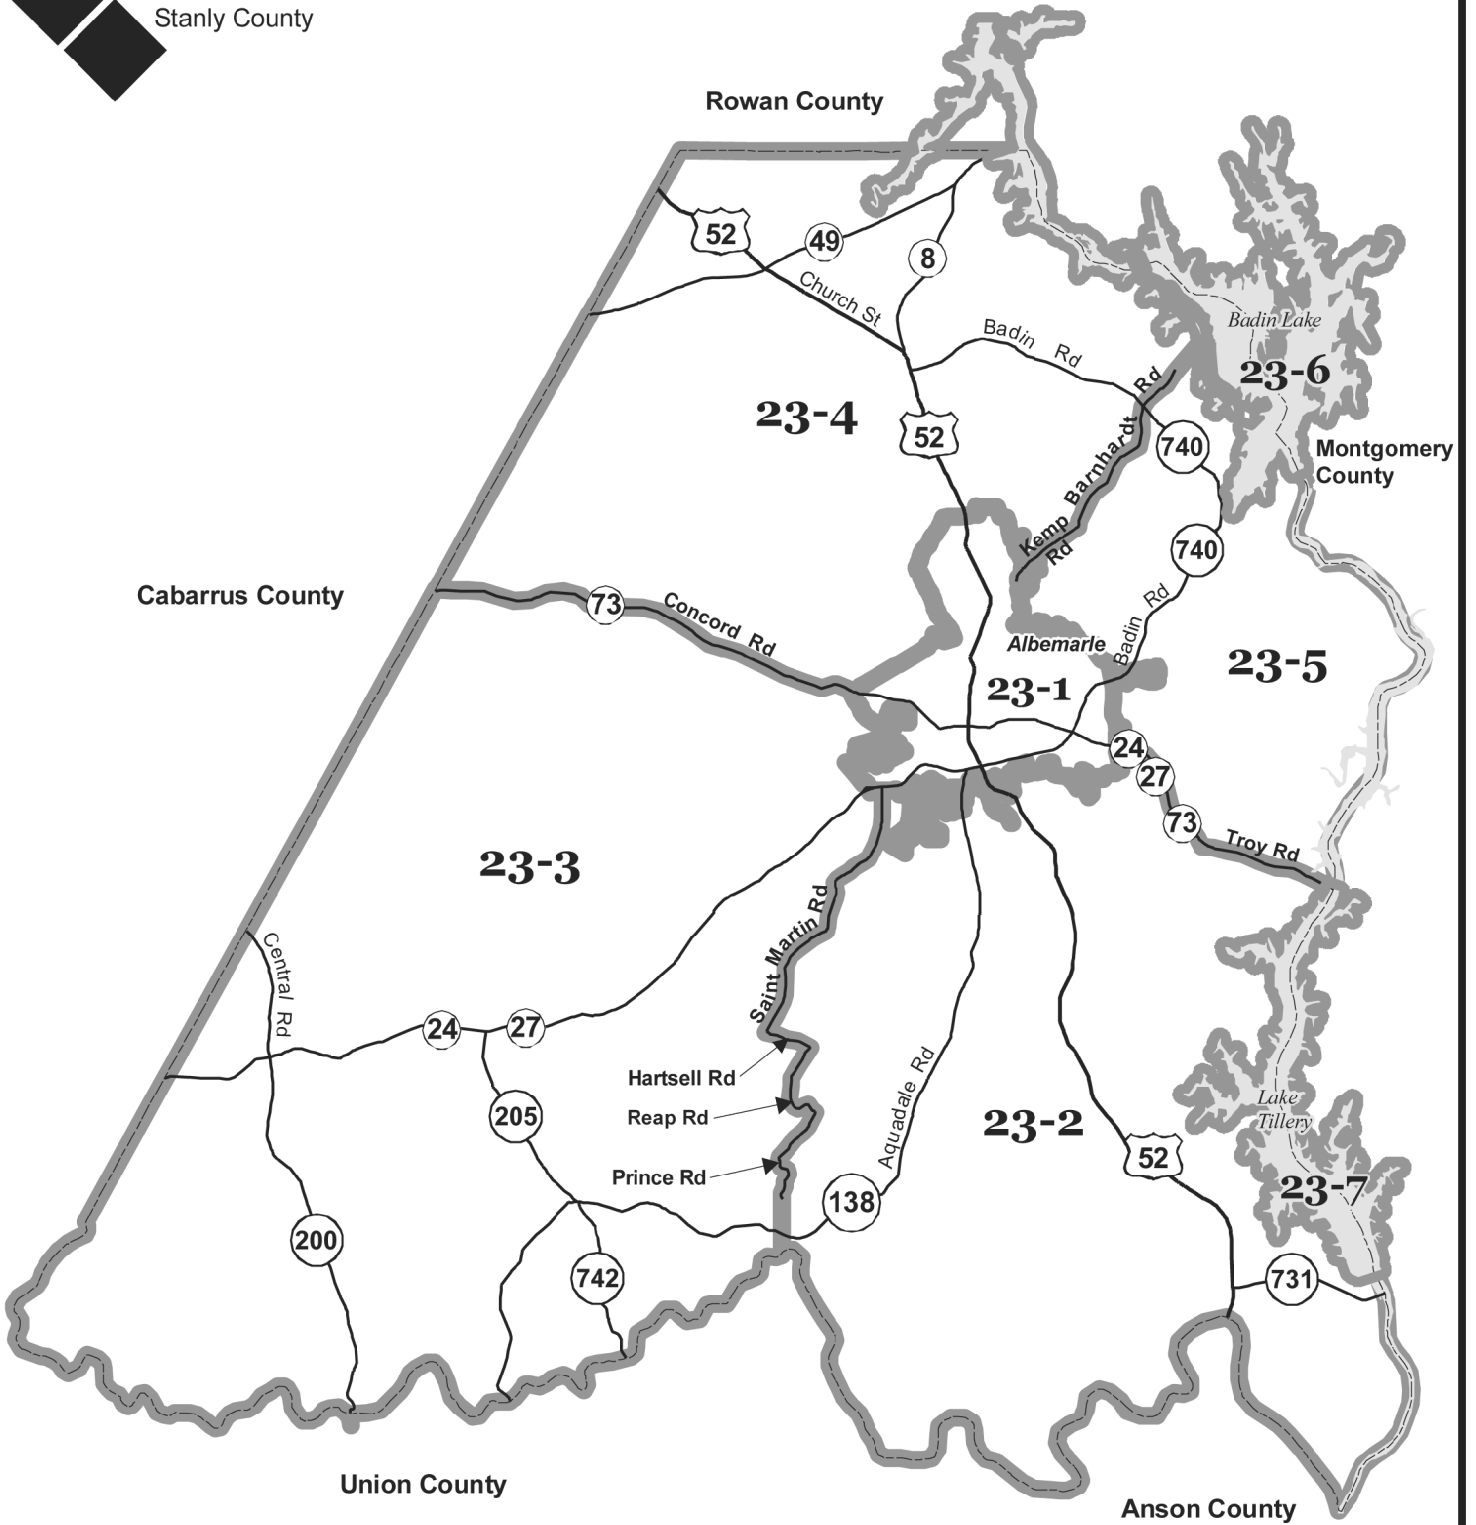 Stanly County
Rowan County
52
49
8
Church St
Badin Rd
Badin Lake
23-6
Rd
23-4
52
Kemp Barnhardt
Rd
740
Montgomery
County
740
Cabarrus County
73
Concord Rd
Albemarle
Badin Rd
23-5
23-1
24
27
73
Troy Rd
23-3
Saint Martin Rd
Central Rd
24
27
Hartsell Rd
Reap Rd
Prince Rd
205
Aquadale Rd
23-2
Lake
Tillery
52
23-7
138
200
742
731
Union County
Anson County